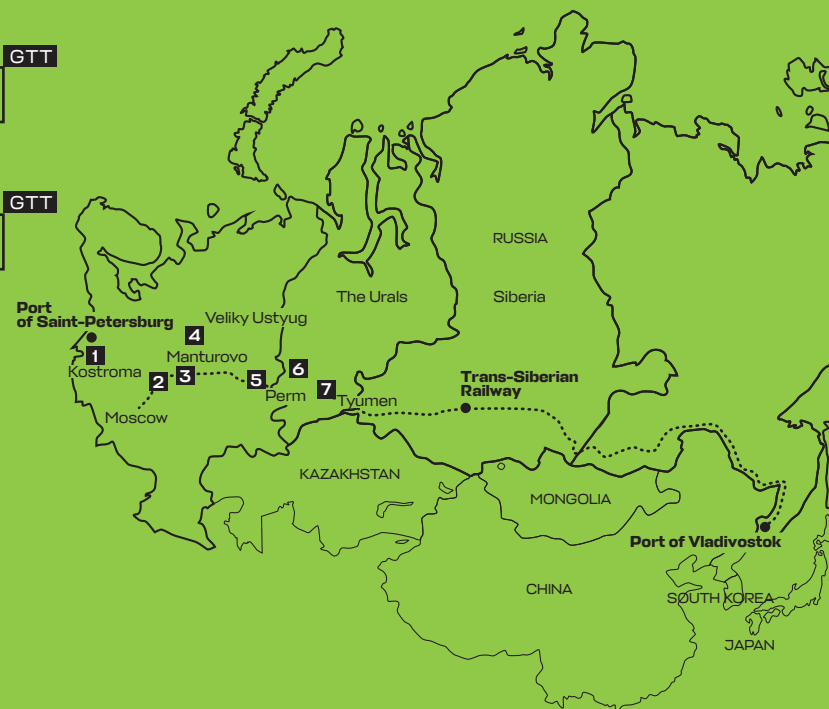 GTT
GTT
RUSSIA
The Urals
Siberia
Port
of Saint-Petersburg
Veliky Ustyug
4
1
Manturovo
Kostroma
2
3
5
6
7
Perm
Tyumen
Moscow
Trans-Siberian
Railway
KAZAKHSTAN
MONGOLIA
Port of Vladivostok
CHINA
SOUTH KOREA
JAPAN